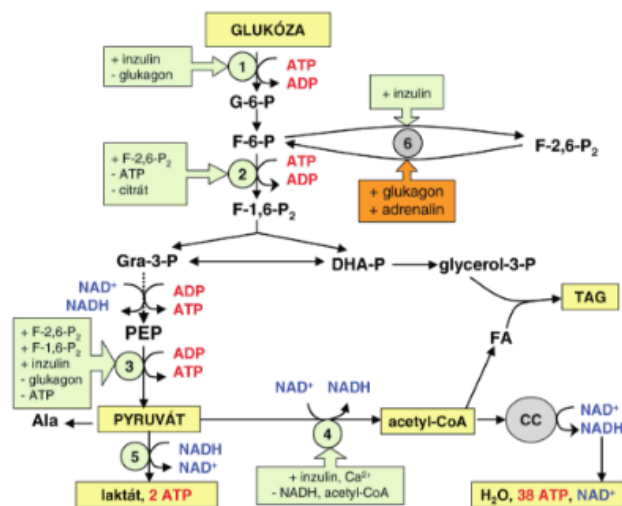 GLUKÓZA
+ inzulin
- glukagon
1
ATP
ADP
G-6-P
+ inzulin
F-6-P
6
F-2,6-P₂
+ F-2,6-P₂
- ATP
- citrát
2
ATP
ADP
+ glukagon
+ adrenalin
F-1,6-P₂
Gra-3-P
DHA-P
glycerol-3-P
NAD⁺
NADH
ADP
ATP
TAG
PEP
FA
+ F-2,6-P₂
+ F-1,6-P₂
+ inzulin
- glukagon
- ATP
3
ADP
ATP
NAD⁺ NADH
Ala
PYRUVÁT
4
acetyl-CoA
CC
NAD⁺
NADH
5
NADH
NAD⁺
+ inzulin, Ca²⁺
- NADH, acetyl-CoA
laktát, 2 ATP
H₂O, 38 ATP, NAD⁺